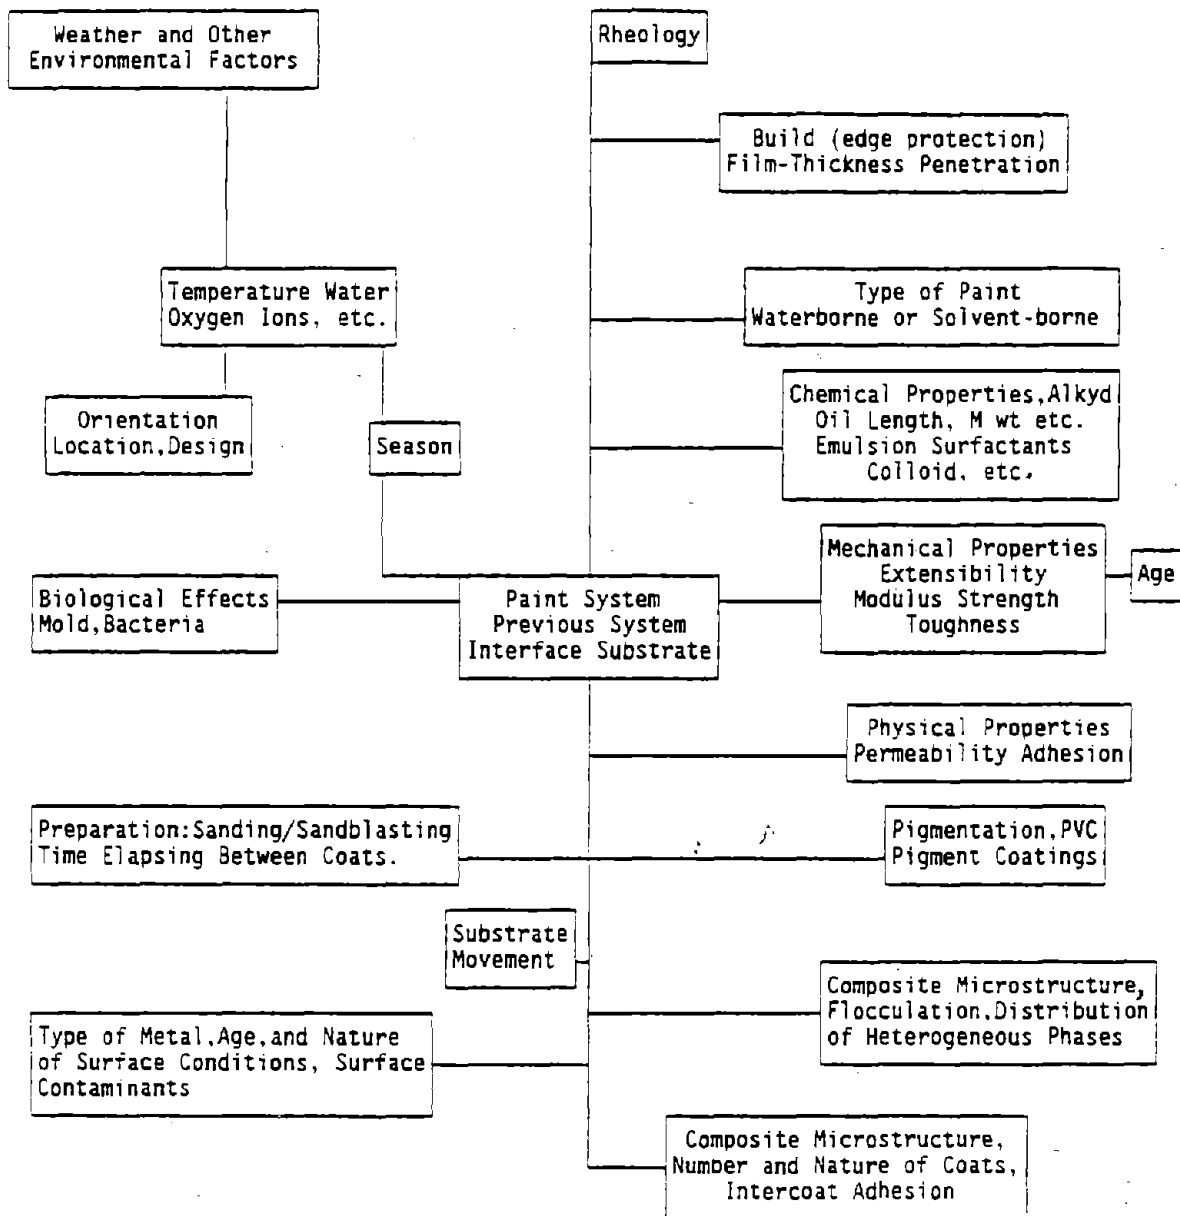 Weather and Other
Environmental Factors
Rheology
Build (edge protection)
Film-Thickness Penetration
Temperature Water
Oxygen Ions, etc.
Type of Paint
Waterborne or Solvent-borne
Chemical Properties,Alkyd
Oil Length, M wt etc.
Emulsion Surfactants
Colloid, etc.
Orientation
Location,Design
Season
Mechanical Properties
Extensibility
Modulus Strength
Toughness
Age
Biological Effects
Mold,Bacteria
Paint System
Previous System
Interface Substrate
Physical Properties
Permeability Adhesion
Preparation:Sanding/Sandblasting
Time Elapsing Between Coats.
Pigmentation,PVC
Pigment Coatings
Substrate
Movement
Composite Microstructure,
Flocculation,Distribution
of Heterogeneous Phases
Type of Metal,Age,and Nature
of Surface Conditions, Surface
Contaminants
Composite Microstructure,
Number and Nature of Coats,
Intercoat Adhesion